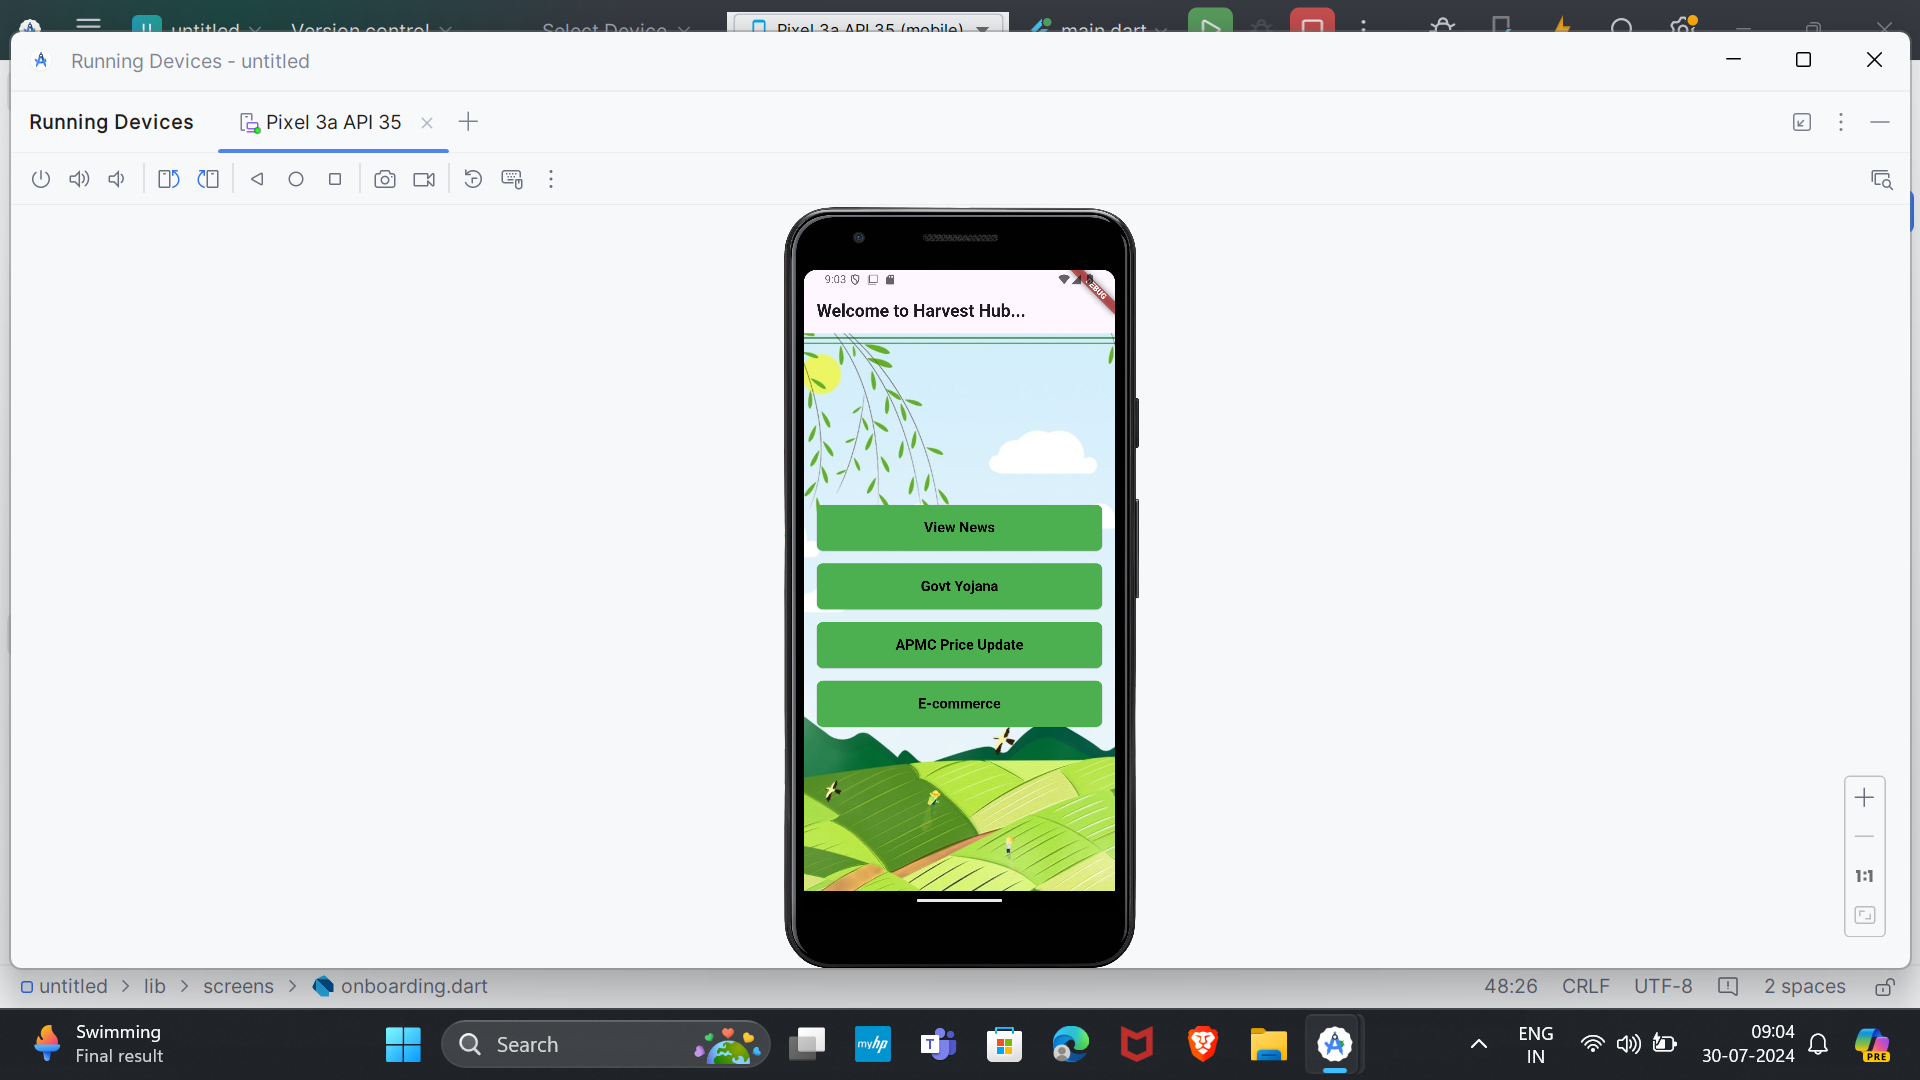 untitled Version control Select Device Pixel 3a API 35 (mobile) main.dart
Running Devices - untitled
Running Devices Pixel 3a API 35
9:03
DEBUG
Welcome to Harvest Hub...
View News
Govt Yojana
APMC Price Update
E-commerce
1:1
untitled > lib > screens > onboarding.dart 48:26 CRLF UTF-8 2 spaces
Swimming
Final result
Search
myhp
T
PRE
ENG
IN
09:04
30-07-2024